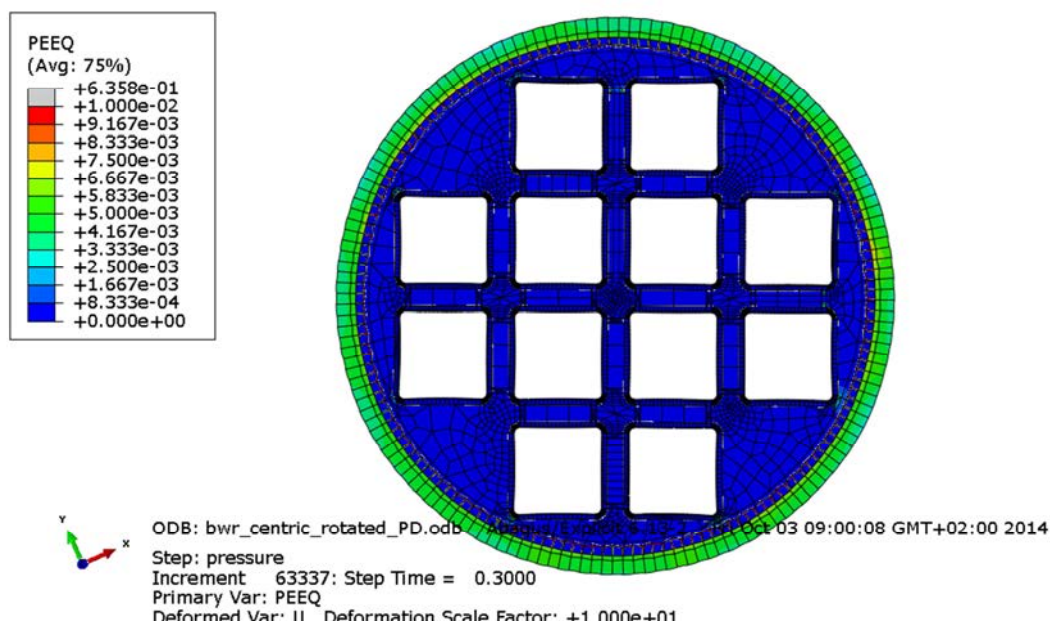 PEEQ
(Avg: 75%)
+6.358e-01
+1.000e-02
+9.167e-03
+8.333e-03
+7.500e-03
+6.667e-03
+5.833e-03
+5.000e-03
+4.167e-03
+3.333e-03
+2.500e-03
+1.667e-03
+8.333e-04
+0.000e+00
Y
X
ODB: bwr_centric_rotated_PD.odb Oct 03 09:00:08 GMT+02:00 2014
Step: pressure
Increment 63337: Step Time = 0.3000
Primary Var: PEEQ
Deformed Var: U Deformation Scale Factor: +1.000e+01